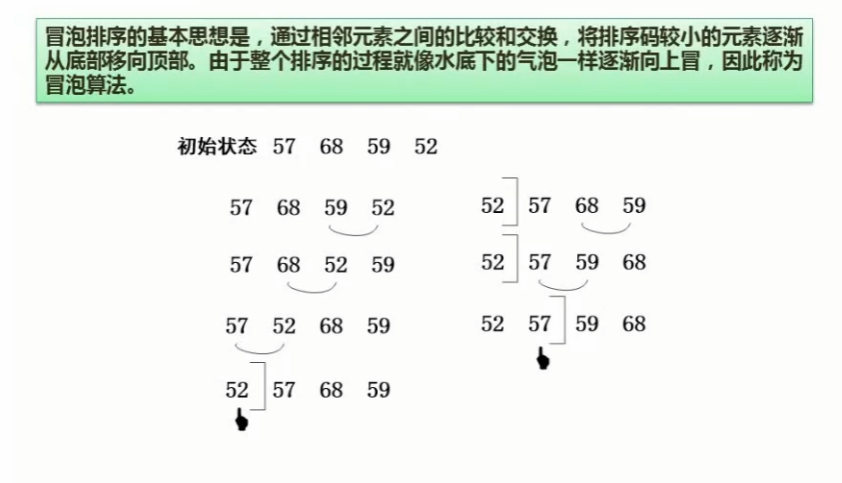 冒泡排序的基本思想是，通过相邻元素之间的比较和交换，将排序码较小的元素逐渐
从底部移向顶部。由于整个排序的过程就像水底下的气泡一样逐渐向上冒，因此称为
冒泡算法。
初始状态 57 68 59 52
57 68 59 52
57 68 52 59
57 52 68 59
52 57 68 59
52 57 68 59
52 57 59 68
52 57 59 68